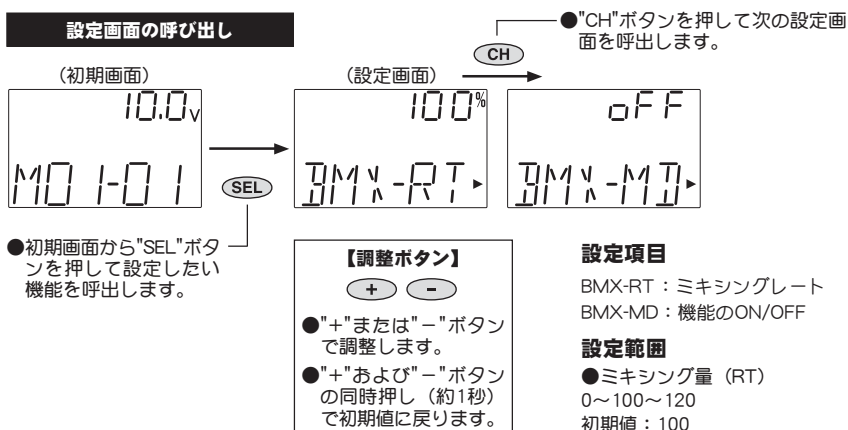 設定画面の呼び出し
●"CH"ボタンを押して次の設定画
面を呼出します。
CH
(初期画面)
(設定画面)
10.0V
100%
oFF
M01-01
SEL
BMX-RT
BMX-MD
●初期画面から"SEL"ボタ
ンを押して設定したい
機能を呼出します。
【調整ボタン】
+ -
●"+"または"−"ボタン
で調整します。
●"+"および"−"ボタン
の同時押し(約1秒)
で初期値に戻ります。
設定項目
BMX-RT:ミキシングレート
BMX-MD:機能のON/OFF
設定範囲
●ミキシング量(RT)
0~100~120
初期値:100